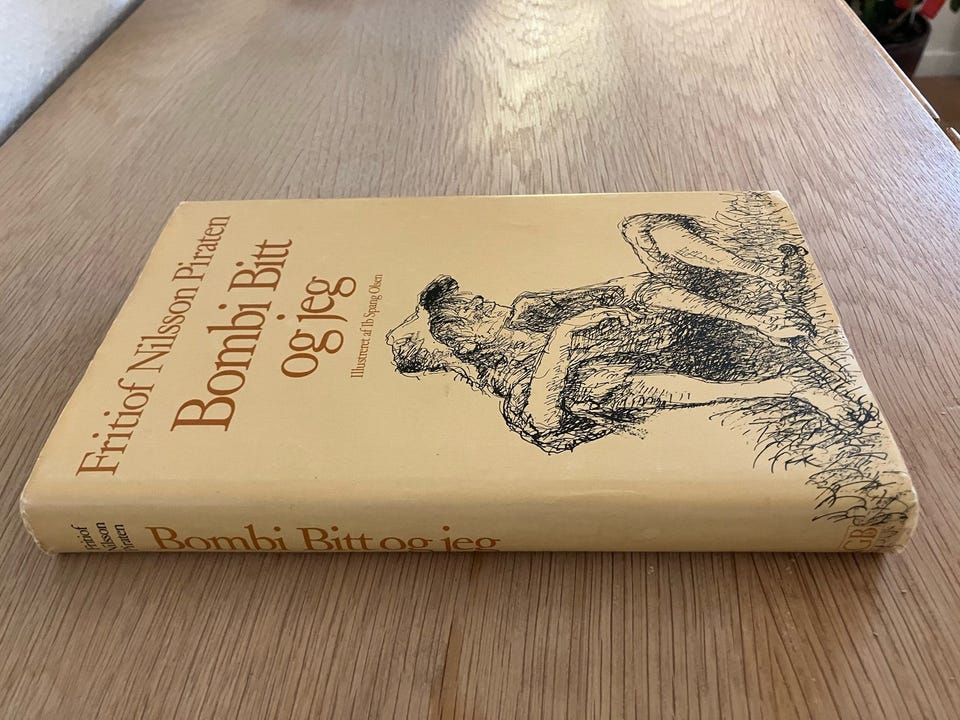 Fritiof Nilsson Piraten
Bombi Bitt
og jeg
Illustreret af Ib Spang Olsen
Fritiof
Nilsson
Piraten
Bombi Bitt og jeg
GB